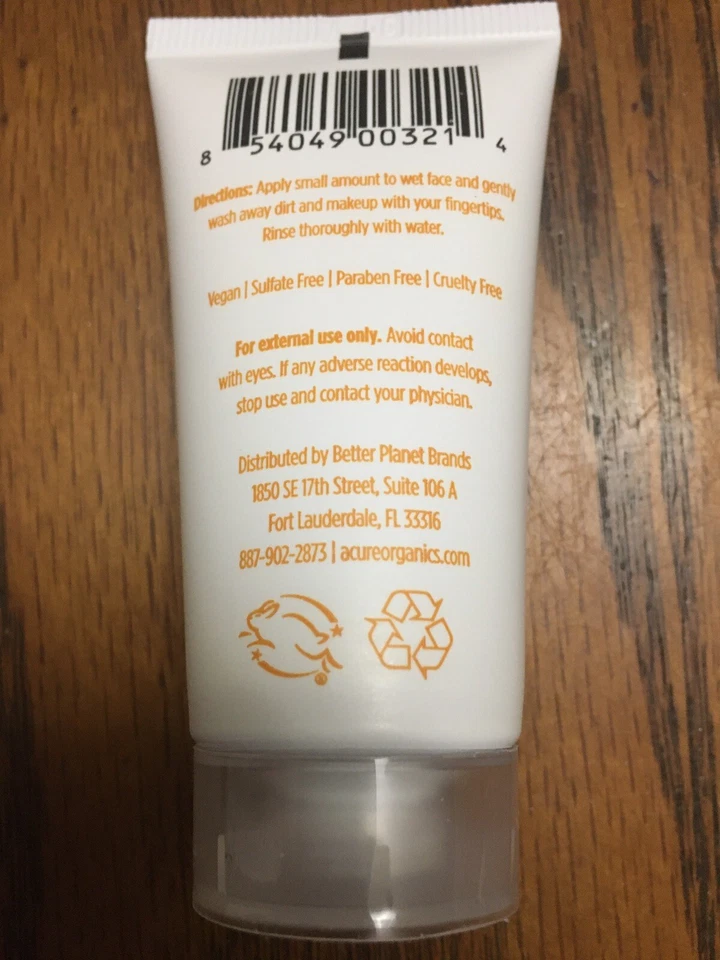 8 54049 00321 4
Directions: Apply small amount to wet face and gently
wash away dirt and makeup with your fingertips.
Rinse thoroughly with water.
Vegan | Sulfate Free | Paraben Free | Cruelty Free
For external use only. Avoid contact
with eyes. If any adverse reaction develops,
stop use and contact your physician.
Distributed by Better Planet Brands
1850 SE 17th Street, Suite 106 A
Fort Lauderdale, FL 33316
887-902-2873 | acureorganics.com
®